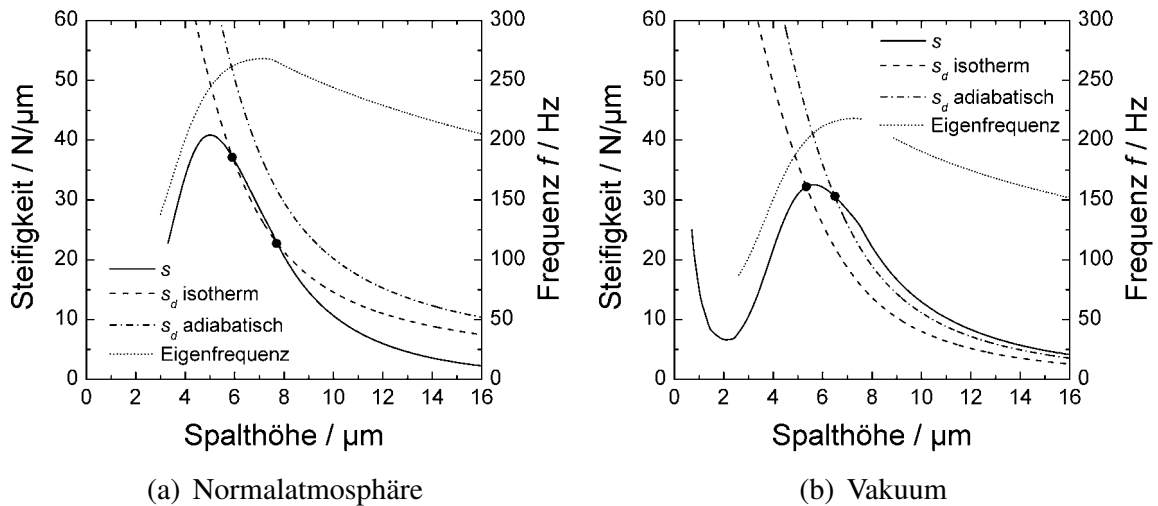 60
50
40
30
20
10
0
Steifigkeit / N/µm
300
250
200
150
100
50
0
Frequenz f / Hz
s
s_d isotherm
s_d adiabatisch
Eigenfrequenz
0 2 4 6 8 10 12 14 16
Spalthöhe / µm
(a) Normalatmosphäre
60
50
40
30
20
10
0
Steifigkeit / N/µm
300
250
200
150
100
50
0
Frequenz f / Hz
s
s_d isotherm
s_d adiabatisch
Eigenfrequenz
0 2 4 6 8 10 12 14 16
Spalthöhe / µm
(b) Vakuum